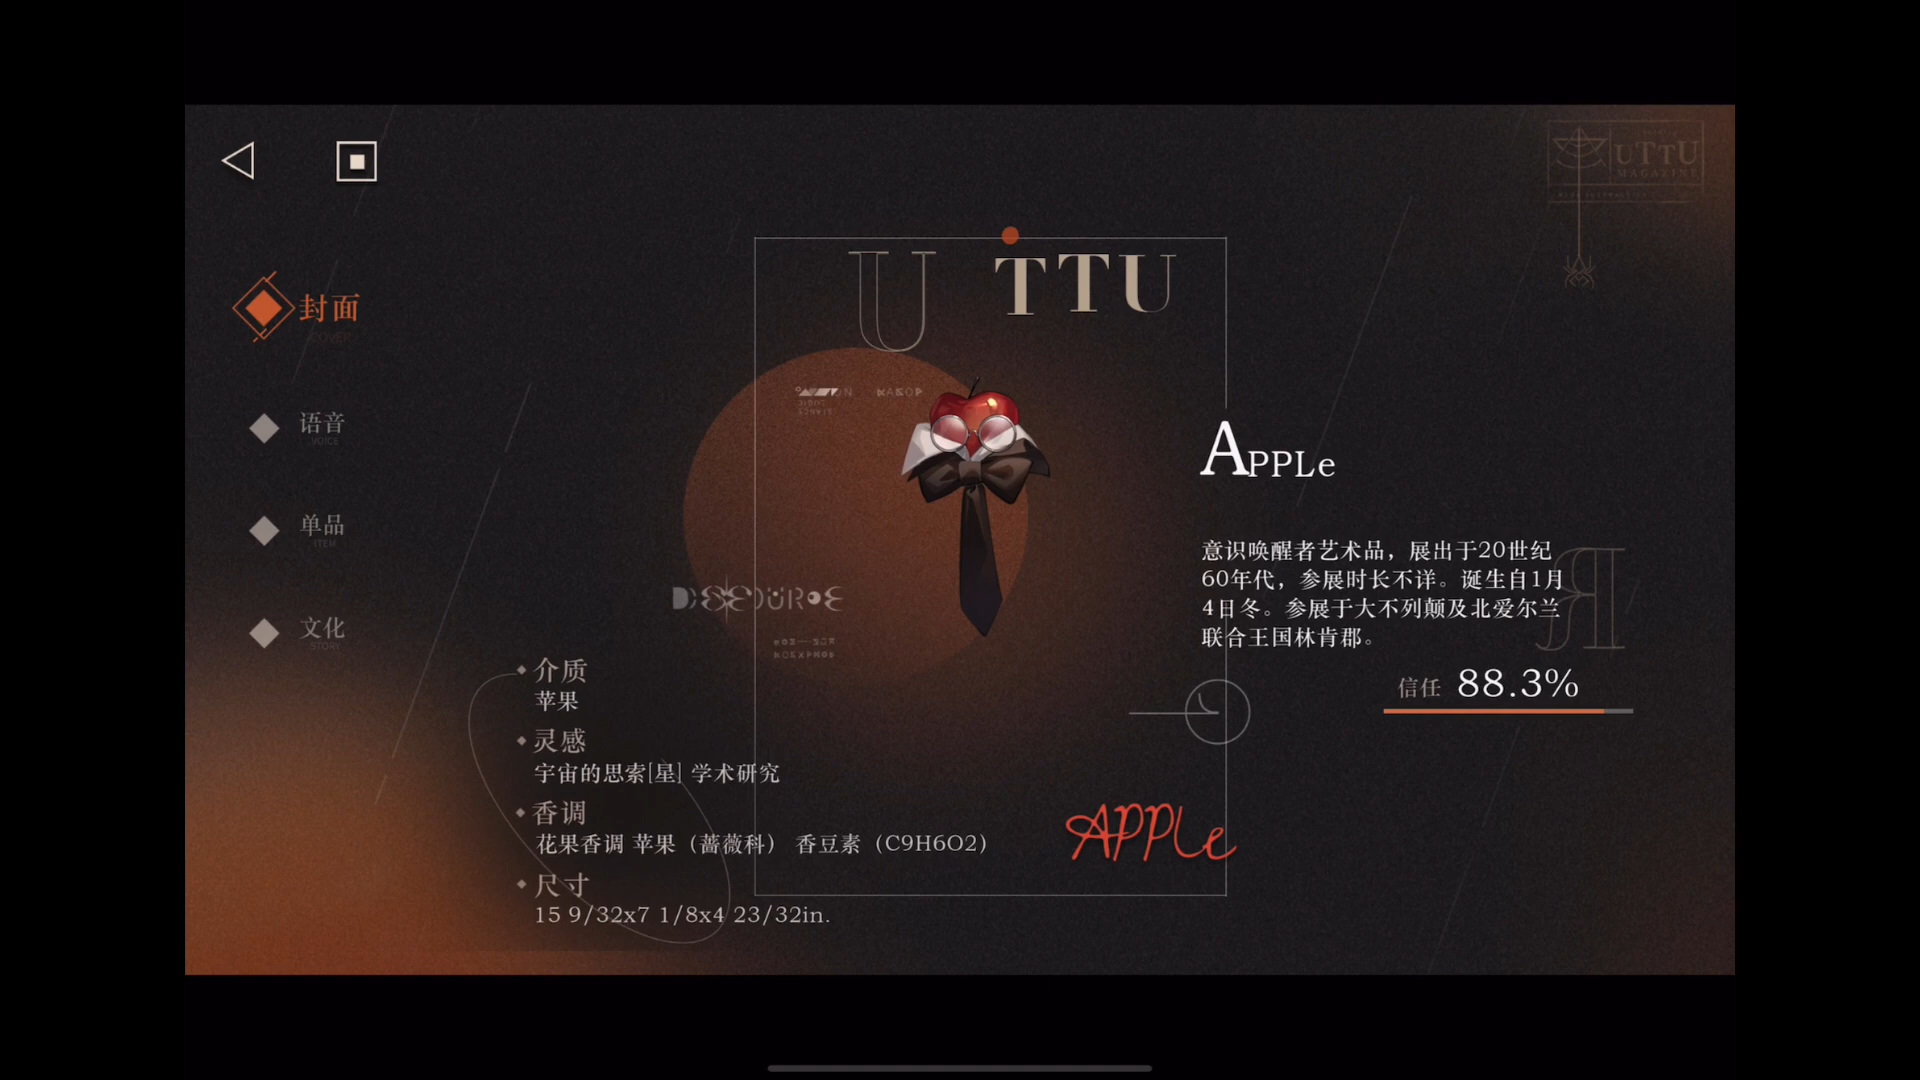 UTTU
MAGAZINE
U TTU
封面
COVER
语音
VOICE
单品
ITEM
文化
STORY
APPLe
意识唤醒者艺术品，展出于20世纪
60年代，参展时长不详。诞生自1月
4日冬。参展于大不列颠及北爱尔兰
联合王国林肯郡。
信任 88.3%
介质
苹果
灵感
宇宙的思索[星] 学术研究
香调
花果香调 苹果（蔷薇科） 香豆素（C9H6O2）
尺寸
15 9/32x7 1/8x4 23/32in.
APPLe
R